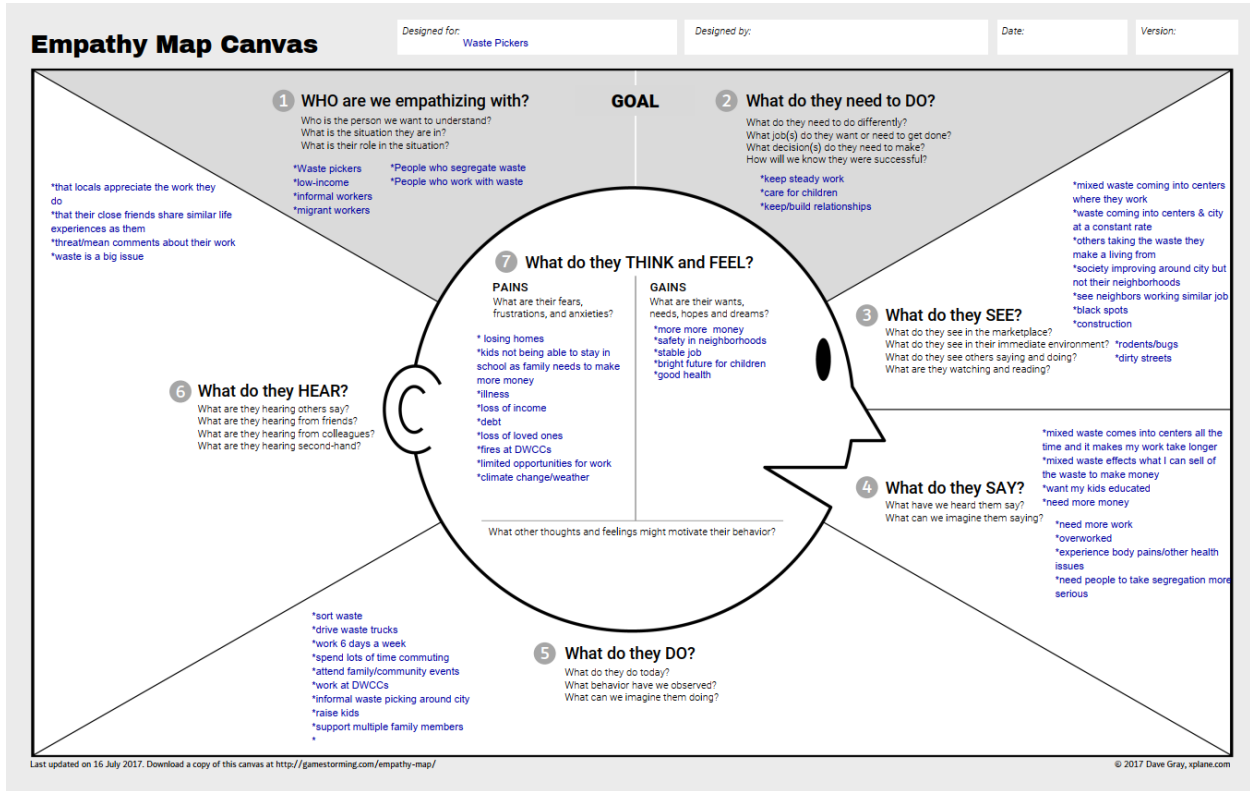 Empathy Map Canvas
Designed for:
Waste Pickers
Designed by:
Date:
Version:
1 WHO are we empathizing with?
Who is the person we want to understand?
What is the situation they are in?
What is their role in the situation?
*Waste pickers
*low-income
*informal workers
*migrant workers
*People who segregate waste
*People who work with waste
GOAL
2 What do they need to DO?
What do they need to do differently?
What job(s) do they want or need to get done?
What decision(s) do they need to make?
How will we know they were successful?
*keep steady work
*care for children
*keep/build relationships
3 What do they SEE?
What do they see in the marketplace?
What do they see in their immediate environment?
What do they see others saying and doing?
What are they watching and reading?
*mixed waste coming into centers
where they work
*waste coming into centers & city
at a constant rate
*others taking the waste they
make a living from
*society improving around city but
not their neighborhoods
*see neighbors working similar job
*black spots
*construction
*rodents/bugs
*dirty streets
4 What do they SAY?
What have we heard them say?
What can we imagine them saying?
*mixed waste comes into centers all the
time and it makes my work take longer
*mixed waste effects what I can sell of
the waste to make money
*want my kids educated
*need more money
*need more work
*overworked
*experience body pains/other health
issues
*need people to take segregation more
serious
5 What do they DO?
What do they do today?
What behavior have we observed?
What can we imagine them doing?
*sort waste
*drive waste trucks
*work 6 days a week
*spend lots of time commuting
*attend family/community events
*work at DWCCs
*informal waste picking around city
*raise kids
*support multiple family members
*
6 What do they HEAR?
What are they hearing others say?
What are they hearing from friends?
What are they hearing from colleagues?
What are they hearing second-hand?
*that locals appreciate the work they
do
*that their close friends share similar life
experiences as them
*threat/mean comments about their work
*waste is a big issue
7 What do they THINK and FEEL?
PAINS
What are their fears,
frustrations, and anxieties?
* losing homes
*kids not being able to stay in
school as family needs to make
more money
*illness
*loss of income
*debt
*loss of loved ones
*fires at DWCCs
*limited opportunities for work
*climate change/weather
GAINS
What are their wants,
needs, hopes and dreams?
*more more money
*safety in neighborhoods
*stable job
*bright future for children
*good health
What other thoughts and feelings might motivate their behavior?
Last updated on 16 July 2017. Download a copy of this canvas at http://gamestorming.com/empathy-map/
© 2017 Dave Gray, xplane.com